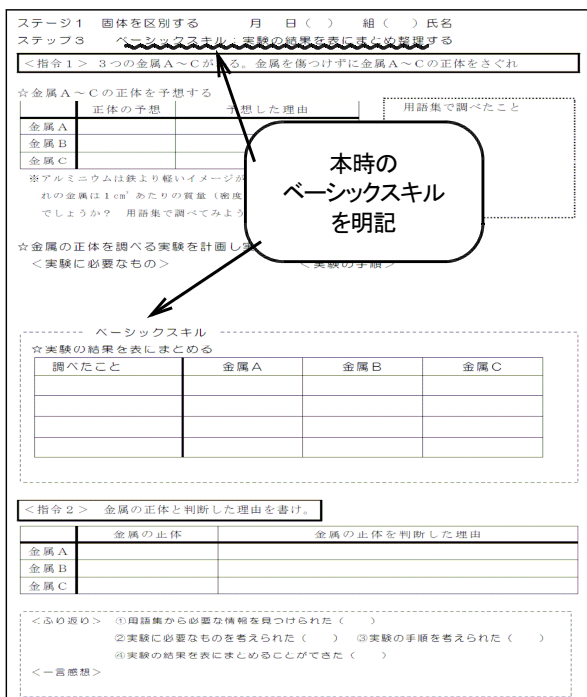 ステージ1 固体を区別する 月 日( ) 組( )氏名
ステップ3 ベーシックスキル:実験の結果を表にまとめ整理する
<指令1> 3つの金属A～Cがある。金属を傷つけずに金属A～Cの正体をさぐれ
☆金属A～Cの正体を予想する
正体の予想 予想した理由
金属A
金属B
金属C
用語集で調べたこと
※アルミニウムは鉄より軽いイメージが
れの金属は1cm³あたりの質量(密度
でしょうか? 用語集で調べてみよう
本時の
ベーシックスキル
を明記
☆金属の正体を調べる実験を計画し実
<実験に必要なもの> <実験の手順>
ベーシックスキル
☆実験の結果を表にまとめる
調べたこと 金属A 金属B 金属C
<指令2> 金属の正体と判断した理由を書け。
金属の正体 金属の正体を判断した理由
金属A
金属B
金属C
<ふり返り> ①用語集から必要な情報を見つけられた( )
②実験に必要なものを考えられた( ) ③実験の手順を考えられた( )
④実験の結果を表にまとめることができた( )
<一言感想>